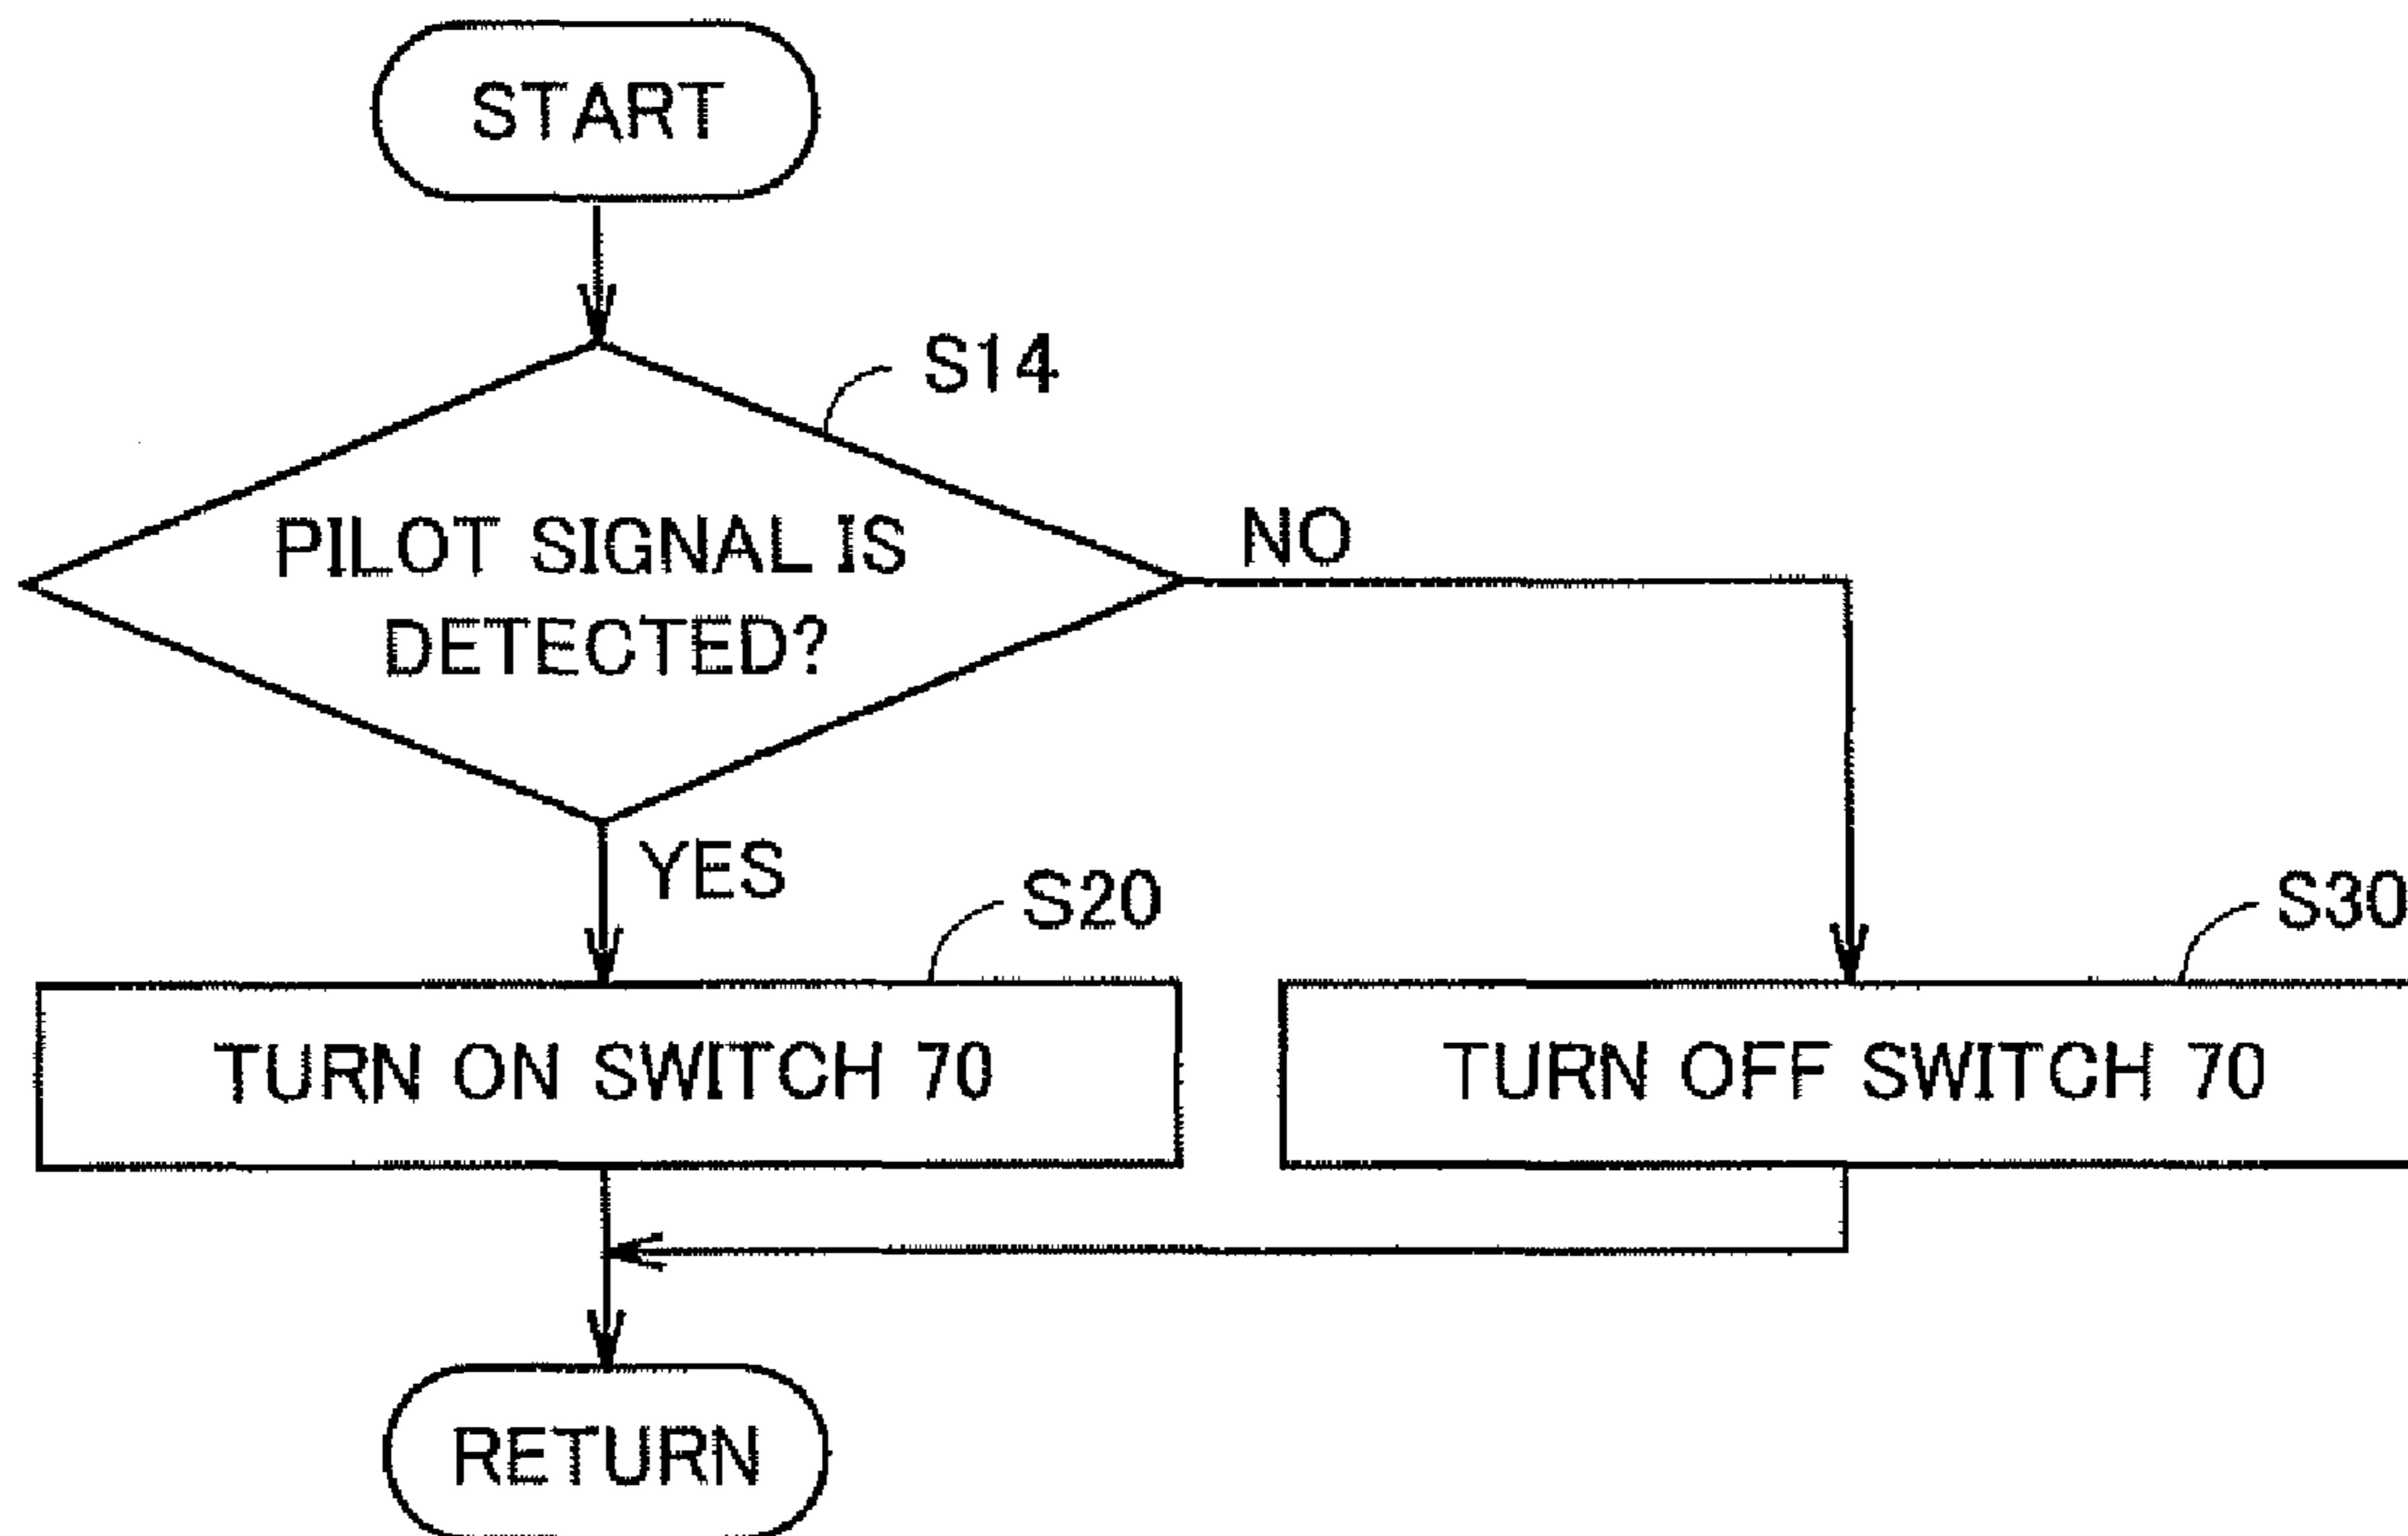 START
S14
PILOT SIGNAL IS
DETECTED?
NO
YES
S20
S30
TURN ON SWITCH 70
TURN OFF SWITCH 70
RETURN